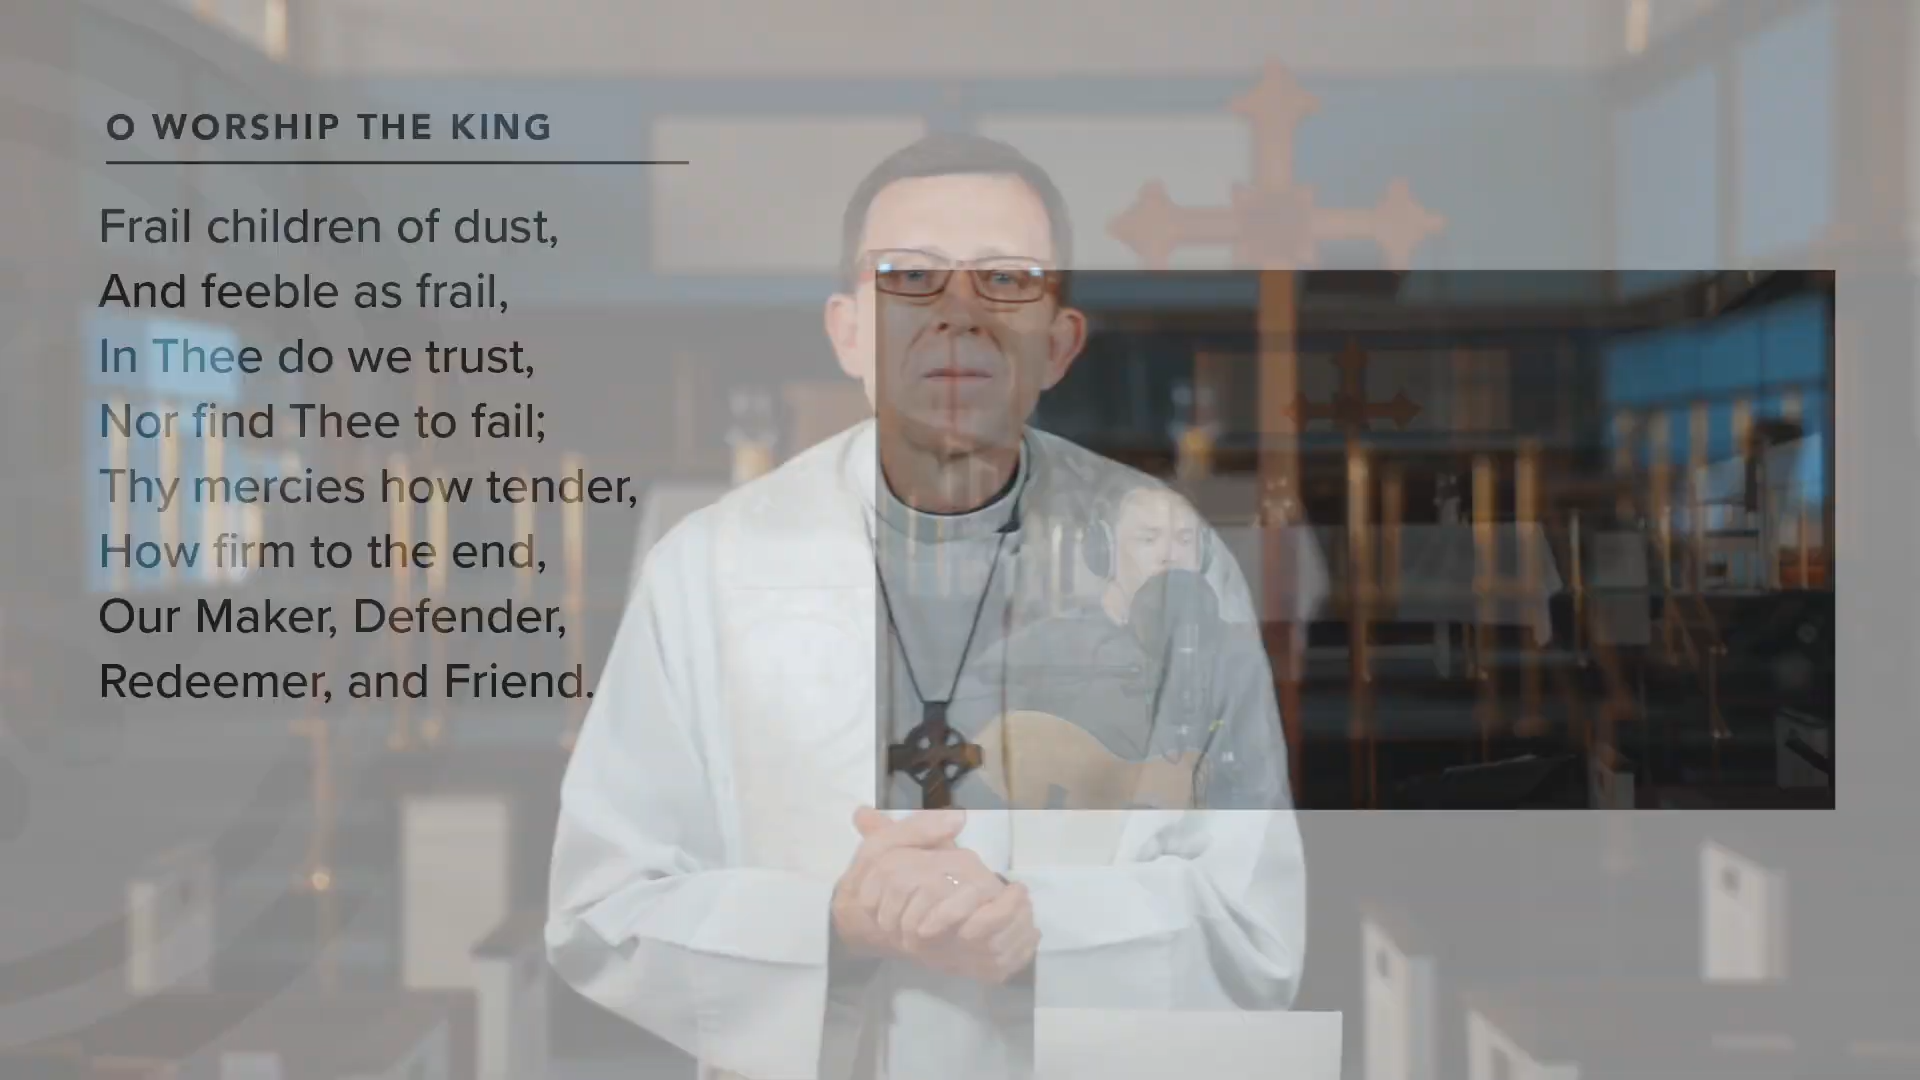 O WORSHIP THE KING
Frail children of dust,
And feeble as frail,
In Thee do we trust,
Nor find Thee to fail;
Thy mercies how tender,
How firm to the end,
Our Maker, Defender,
Redeemer, and Friend.